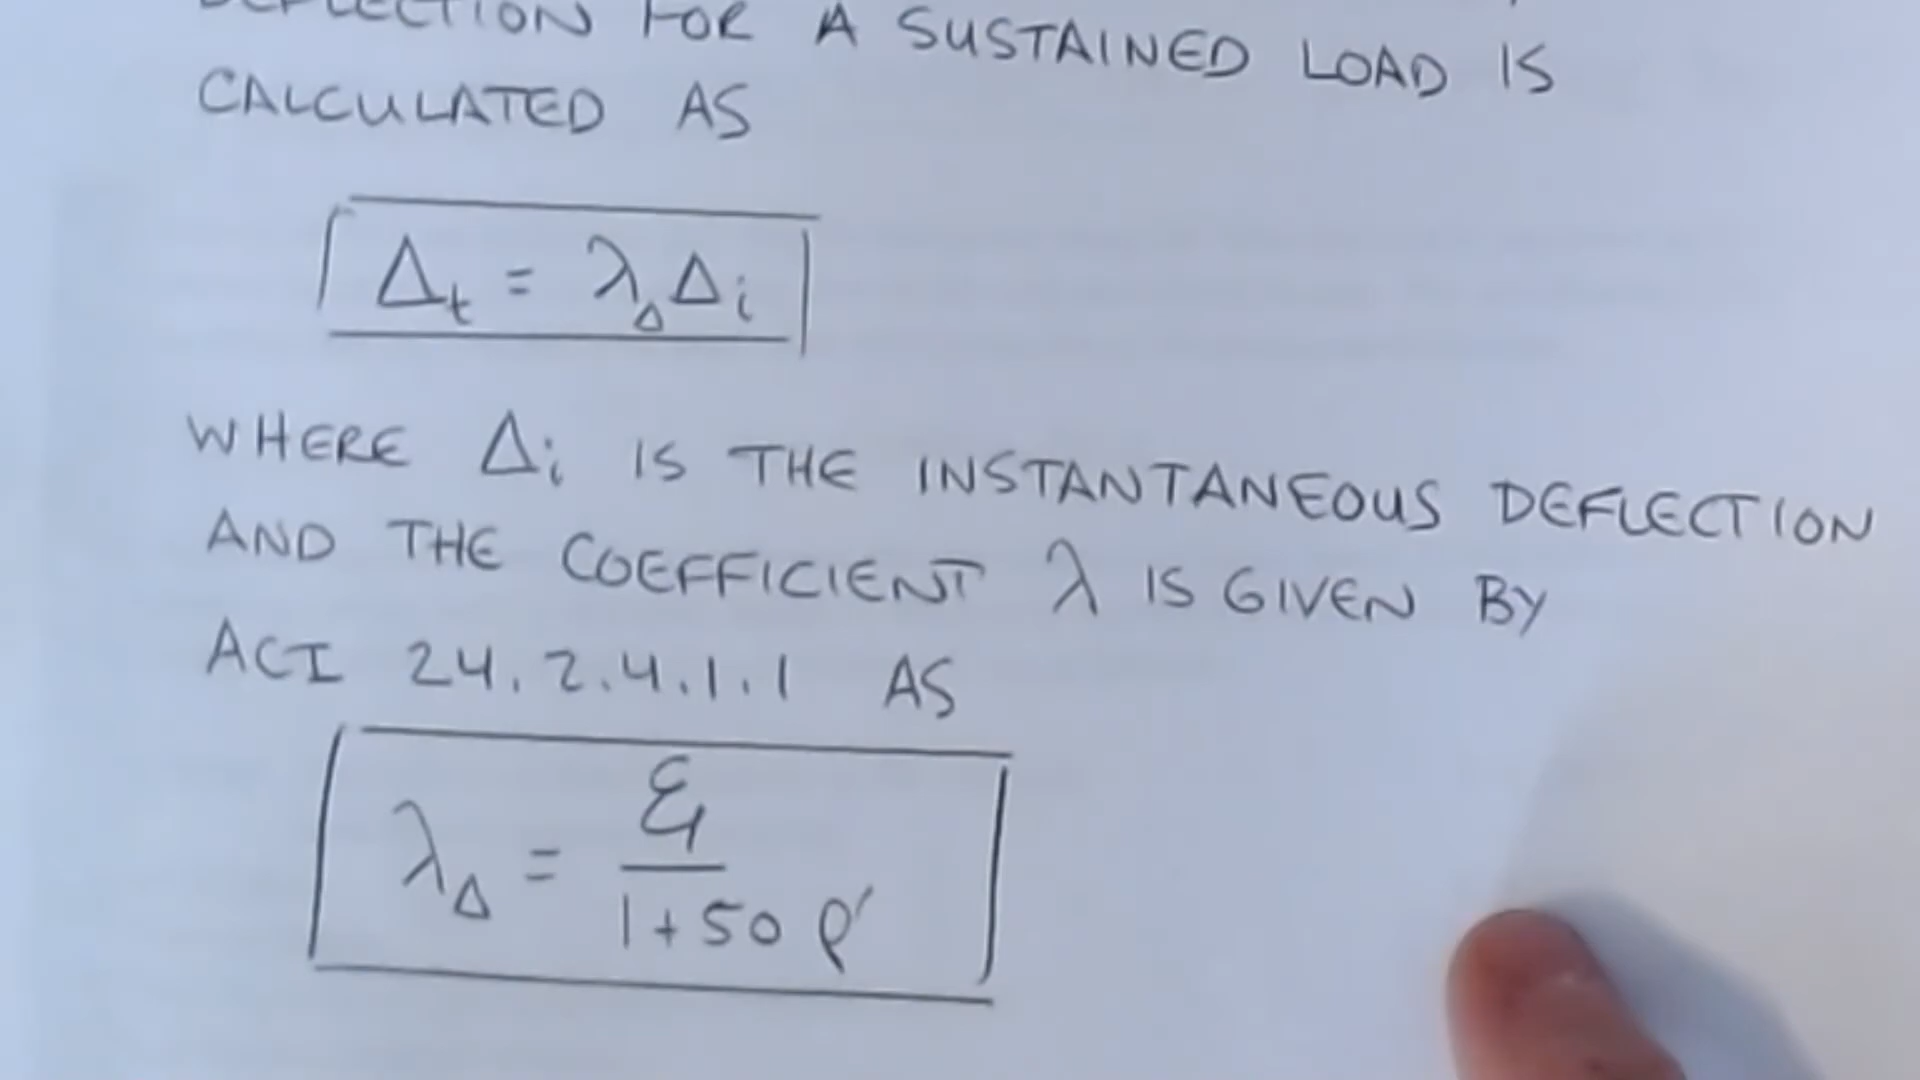 DEFLECTION FOR A SUSTAINED LOAD IS
CALCULATED AS
Δt = λΔ Δi
WHERE Δi IS THE INSTANTANEOUS DEFLECTION
AND THE COEFFICIENT λ IS GIVEN BY
ACI 24.2.4.1.1 AS
λΔ = ξ / 1+50 ρ'